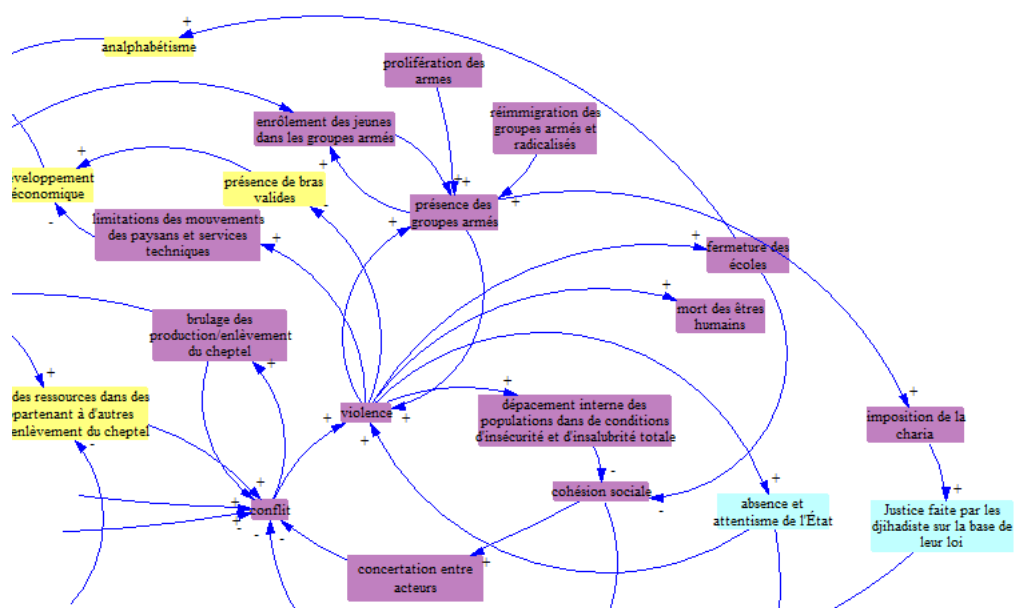 analphabétisme
prolifération des
armes
enrôlement des jeunes
dans les groupes armés
réimmigration des
groupes armés et
radicalisés
économique
présence de bras
valides
présence des
groupes armés
limitations des mouvements
des paysans et services
techniques
fermeture des
écoles
mort des êtres
humains
brulage des
production/enlèvement
du cheptel
des ressources dans des
à d'autres
enlèvement du cheptel
violence
dépacement interne des
populations dans de conditions
d'insécurité et d'insalubrité totale
imposition de la
charia
conflit
cohésion sociale
absence et
attentisme de l'État
Justice faite par les
djihadiste sur la base de
leur loi
concertation entre
acteurs